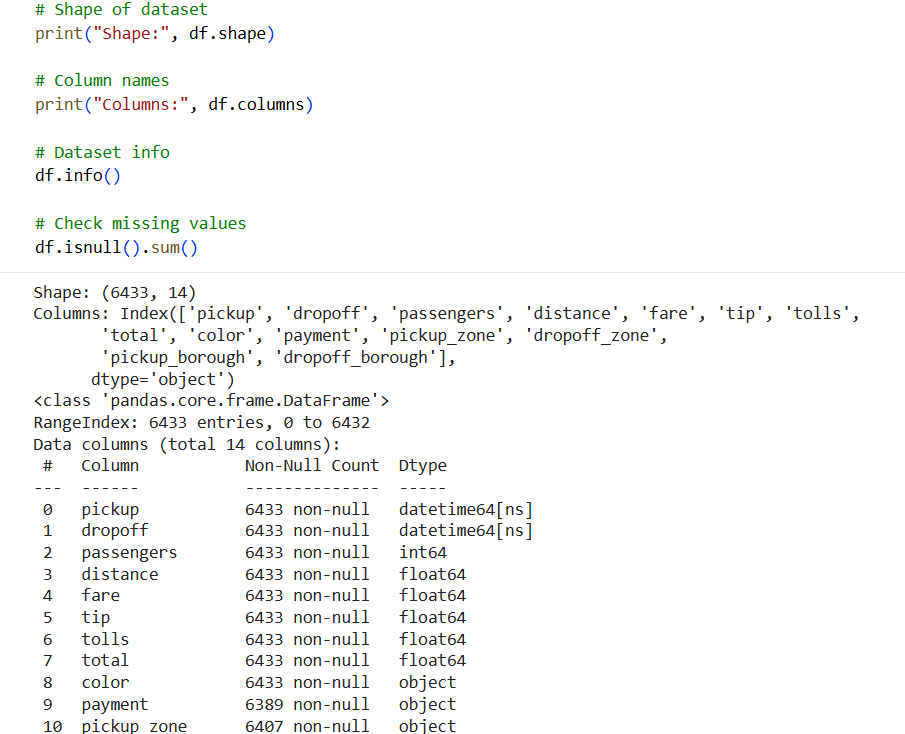 # Shape of dataset
print("Shape:", df.shape)
# Column names
print("Columns:", df.columns)
# Dataset info
df.info()
# Check missing values
df.isnull().sum()
Shape: (6433, 14)
Columns: Index(['pickup', 'dropoff', 'passengers', 'distance', 'fare', 'tip', 'tolls',
       'total', 'color', 'payment', 'pickup_zone', 'dropoff_zone',
       'pickup_borough', 'dropoff_borough'],
      dtype='object')
<class 'pandas.core.frame.DataFrame'>
RangeIndex: 6433 entries, 0 to 6432
Data columns (total 14 columns):
 #   Column           Non-Null Count  Dtype
---  ------           --------------  -----
 0   pickup           6433 non-null   datetime64[ns]
 1   dropoff          6433 non-null   datetime64[ns]
 2   passengers       6433 non-null   int64
 3   distance         6433 non-null   float64
 4   fare             6433 non-null   float64
 5   tip              6433 non-null   float64
 6   tolls            6433 non-null   float64
 7   total            6433 non-null   float64
 8   color            6433 non-null   object
 9   payment          6389 non-null   object
 10  pickup_zone      6407 non-null   object